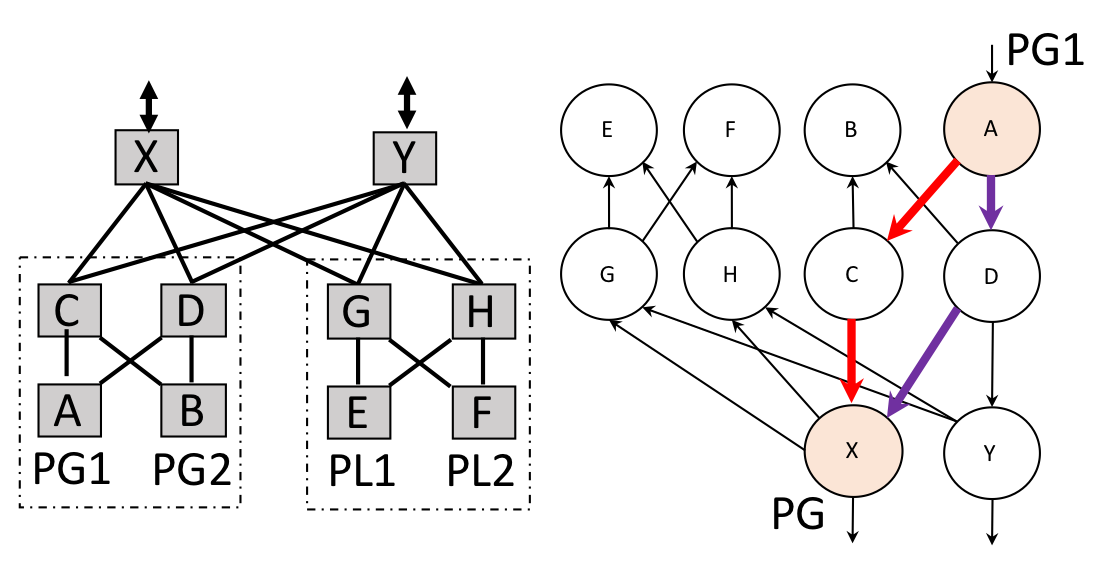 X Y
C D G H
A B E F
PG1 PG2 PL1 PL2
PG1
E F B A
G H C D
X Y
PG